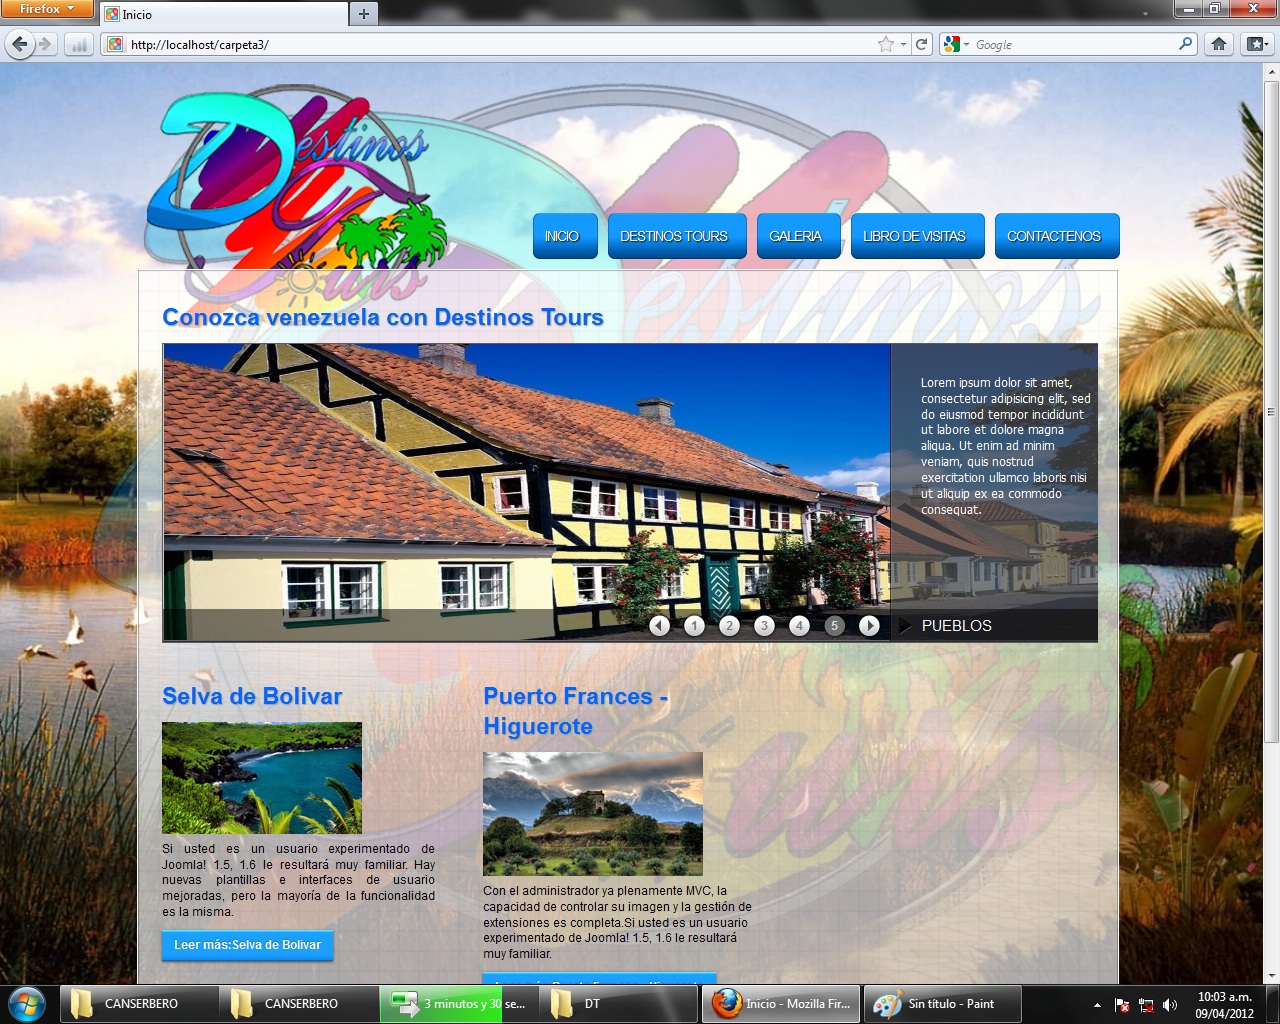 Firefox
Inicio
http://localhost/carpeta3/
Google
Destinos
Tours
INICIO
DESTINOS TOURS
GALERIA
LIBRO DE VISITAS
CONTACTENOS
Conozca venezuela con Destinos Tours
Lorem ipsum dolor sit amet,
consectetur adipisicing elit, sed
do eiusmod tempor incididunt
ut labore et dolore magna
aliqua. Ut enim ad minim
veniam, quis nostrud
exercitation ullamco laboris nisi
ut aliquip ex ea commodo
consequat.
1 2 3 4 5
PUEBLOS
Selva de Bolivar
Si usted es un usuario experimentado de
Joomla! 1.5, 1.6 le resultará muy familiar. Hay
nuevas plantillas e interfaces de usuario
mejoradas, pero la mayoría de la funcionalidad
es la misma.
Leer más:Selva de Bolivar
Puerto Frances -
Higuerote
Con el administrador ya plenamente MVC, la
capacidad de controlar su imagen y la gestión de
extensiones es completa.Si usted es un usuario
experimentado de Joomla! 1.5, 1.6 le resultará
muy familiar.
CANSERBERO
CANSERBERO
3 minutos y 30 se...
DT
Inicio - Mozilla Fir...
Sin título - Paint
10:03 a.m.
09/04/2012